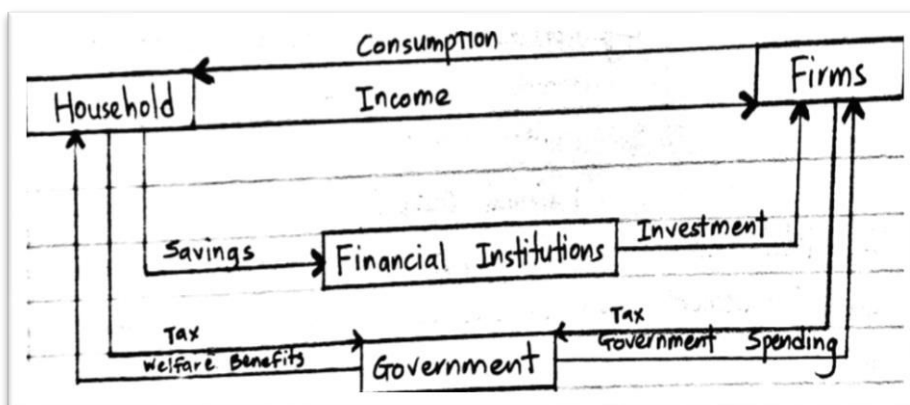 Consumption
Household
Income
Firms
Savings
Financial Institutions
Investment
Tax
Welfare Benefits
Government
Tax
Government Spending